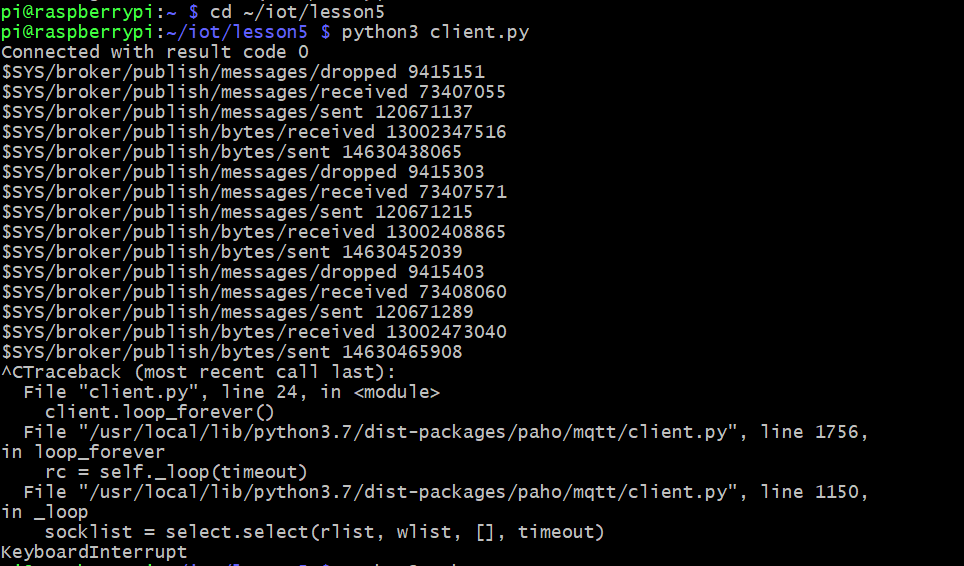 pi@raspberrypi:~ $ cd ~/iot/lesson5
pi@raspberrypi:~/iot/lesson5 $ python3 client.py
Connected with result code 0
$SYS/broker/publish/messages/dropped 9415151
$SYS/broker/publish/messages/received 73407055
$SYS/broker/publish/messages/sent 120671137
$SYS/broker/publish/bytes/received 13002347516
$SYS/broker/publish/bytes/sent 14630438065
$SYS/broker/publish/messages/dropped 9415303
$SYS/broker/publish/messages/received 73407571
$SYS/broker/publish/messages/sent 120671215
$SYS/broker/publish/bytes/received 13002408865
$SYS/broker/publish/bytes/sent 14630452039
$SYS/broker/publish/messages/dropped 9415403
$SYS/broker/publish/messages/received 73408060
$SYS/broker/publish/messages/sent 120671289
$SYS/broker/publish/bytes/received 13002473040
$SYS/broker/publish/bytes/sent 14630465908
^CTraceback (most recent call last):
  File "client.py", line 24, in <module>
    client.loop_forever()
  File "/usr/local/lib/python3.7/dist-packages/paho/mqtt/client.py", line 1756,
in loop_forever
    rc = self._loop(timeout)
  File "/usr/local/lib/python3.7/dist-packages/paho/mqtt/client.py", line 1150,
in _loop
    socklist = select.select(rlist, wlist, [], timeout)
KeyboardInterrupt